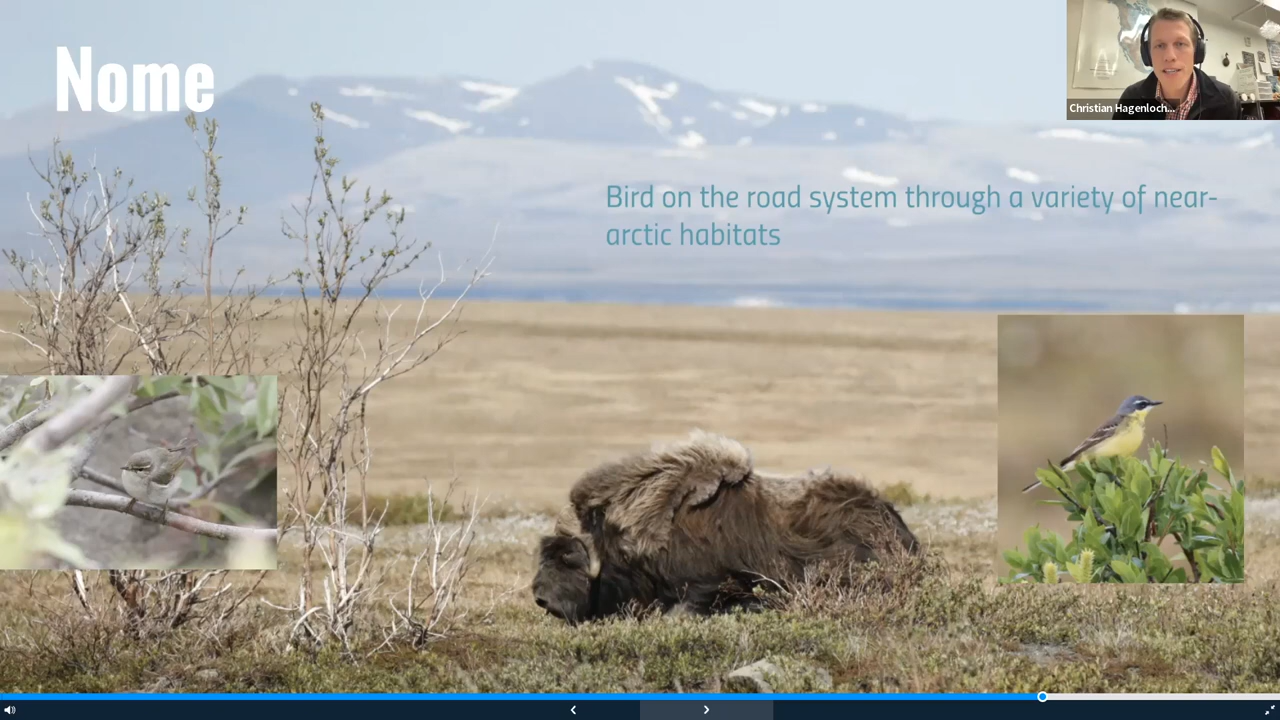 Nome
Christian Hagenloch...
Bird on the road system through a variety of near-
arctic habitats